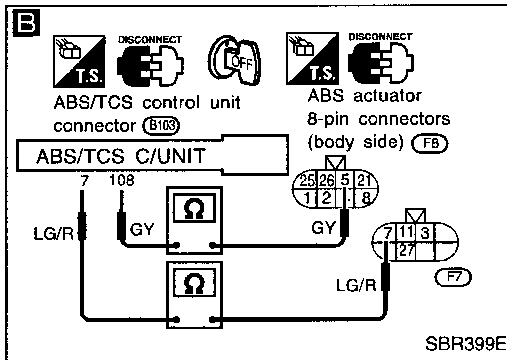 B
DISCONNECT
T.S.
OFF
DISCONNECT
T.S.
ABS/TCS control unit
connector B103
ABS actuator
8-pin connectors
(body side) F6
ABS/TCS C/UNIT
7 108
25 26 5 21
1 2 8
Ω
LG/R
GY
GY
7 11 3
27
Ω
LG/R
F7
SBR399E